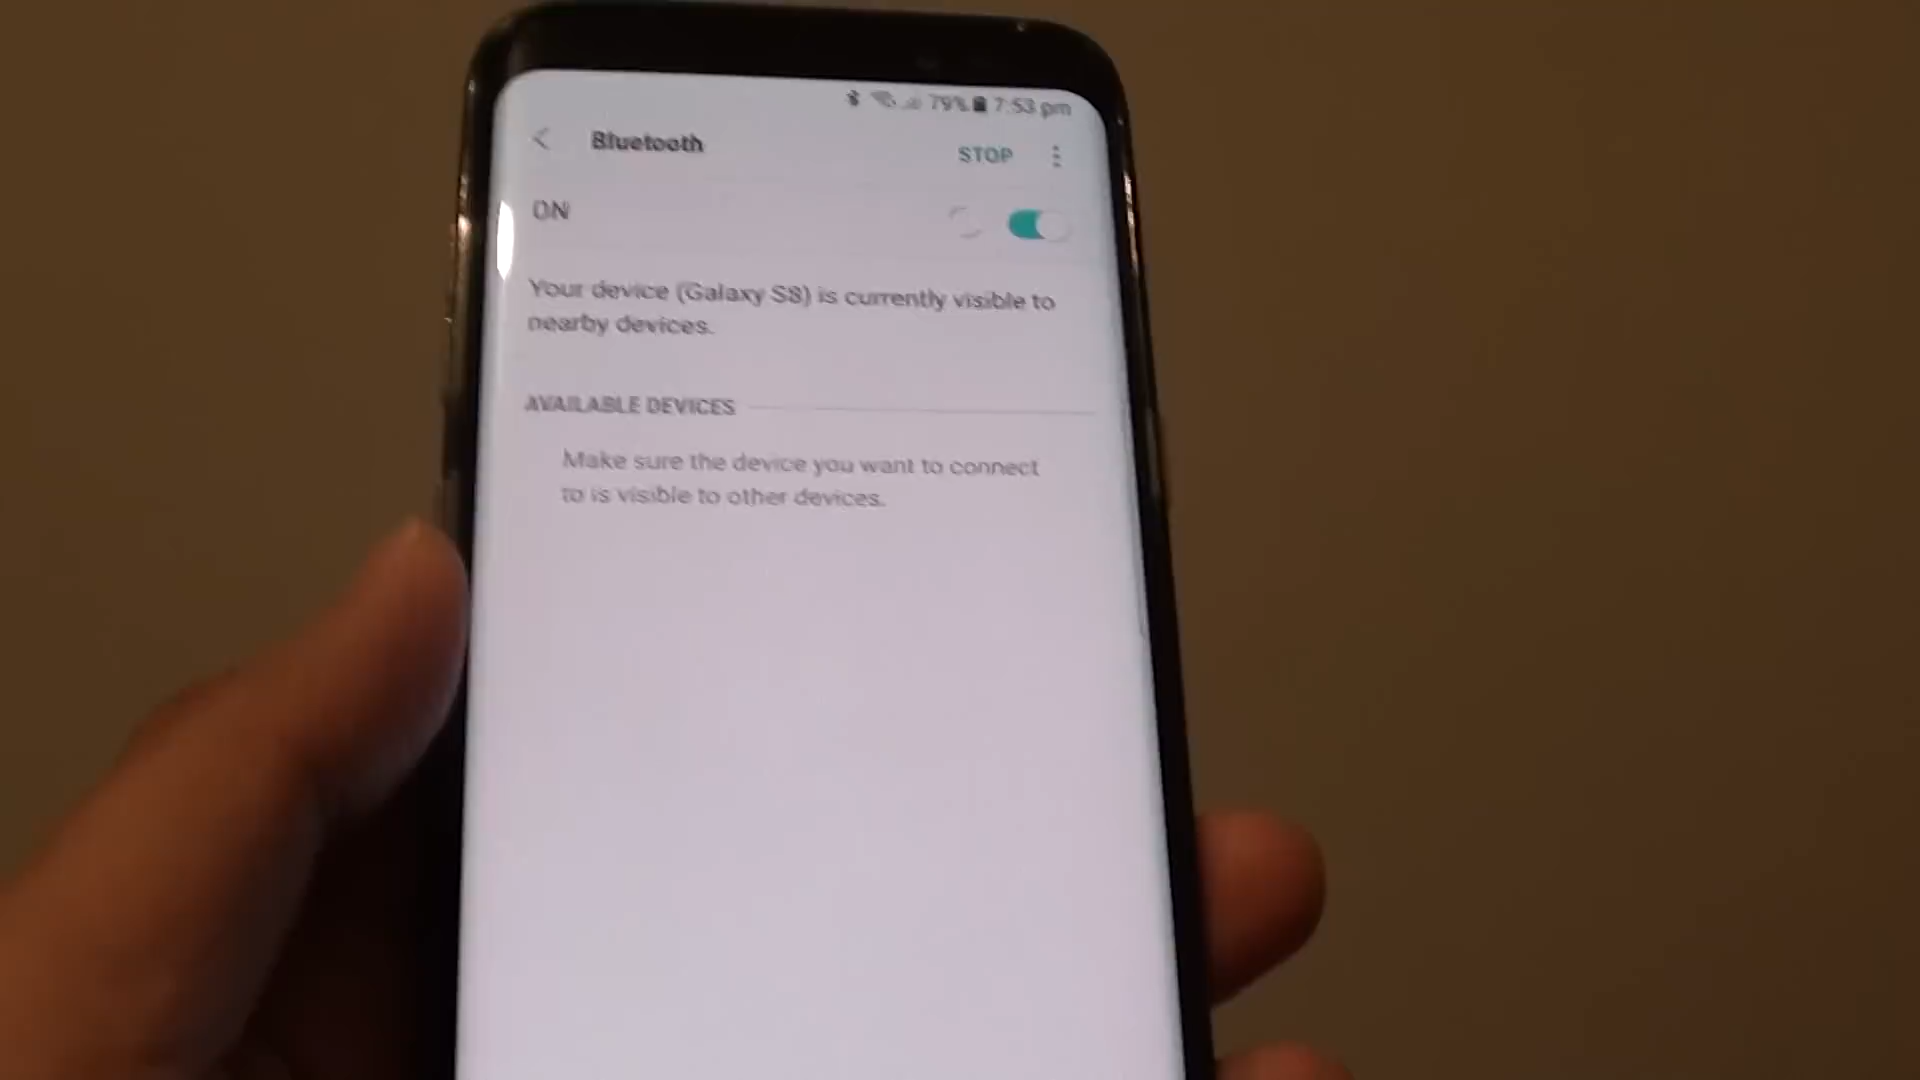 79% 7:53 pm
Bluetooth
STOP
ON
Your device (Galaxy S8) is currently visible to
nearby devices.
AVAILABLE DEVICES
Make sure the device you want to connect
to is visible to other devices.